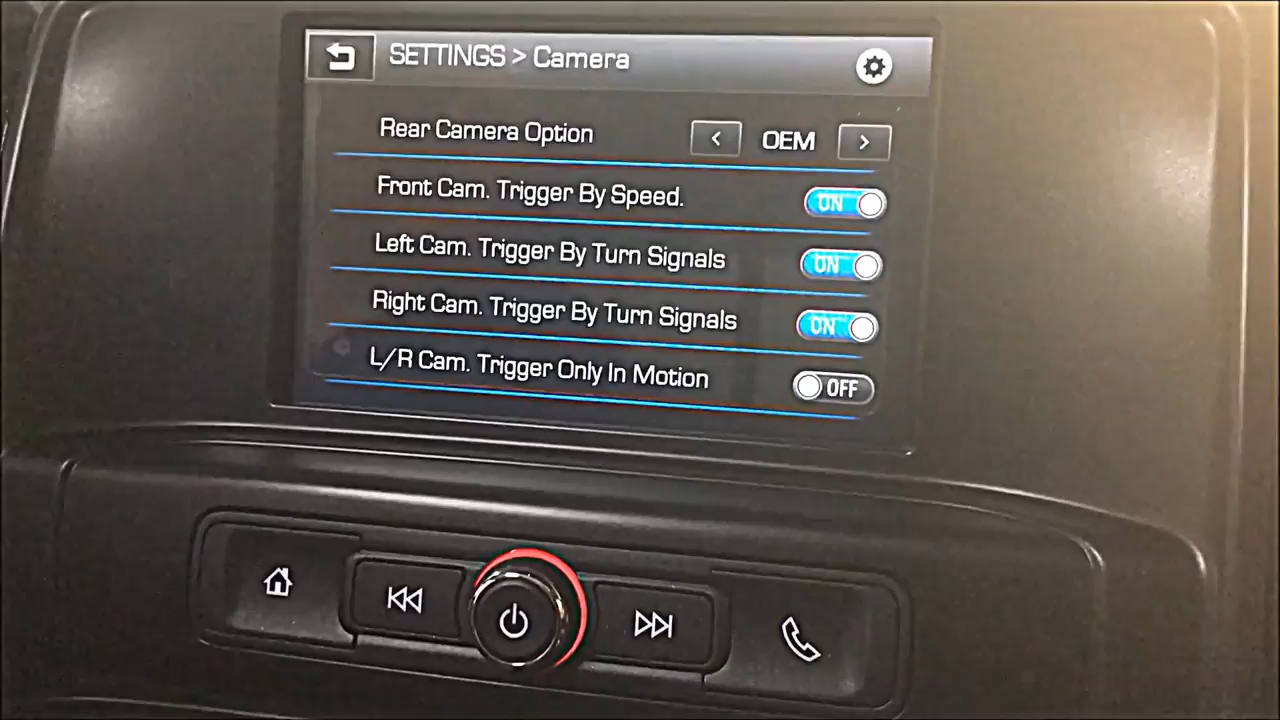 SETTINGS > Camera
Rear Camera Option < OEM >
Front Cam. Trigger By Speed. ON
Left Cam. Trigger By Turn Signals ON
Right Cam. Trigger By Turn Signals ON
L/R Cam. Trigger Only In Motion OFF